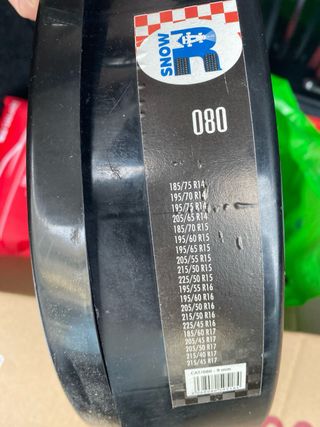 SNOW
R
080
185/75 R14
195/70 R14
195/75 R14
205/65 R14
185/70 R15
195/60 R15
195/65 R15
205/55 R15
215/50 R15
225/50 R15
195/55 R16
195/60 R16
205/50 R16
215/50 R16
225/45 R16
185/60 R17
205/45 R17
205/50 R17
215/40 R17
215/45 R17